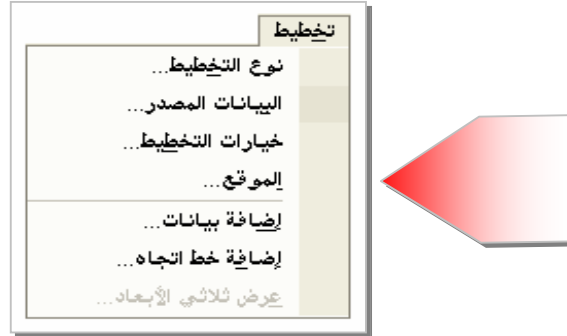 تخطيط
نوع التخطيط...
البيانات المصدر...
خيارات التخطيط...
الموقع...
إضافة بيانات...
إضافة خط اتجاه...
عرض ثلاثي الأبعاد...